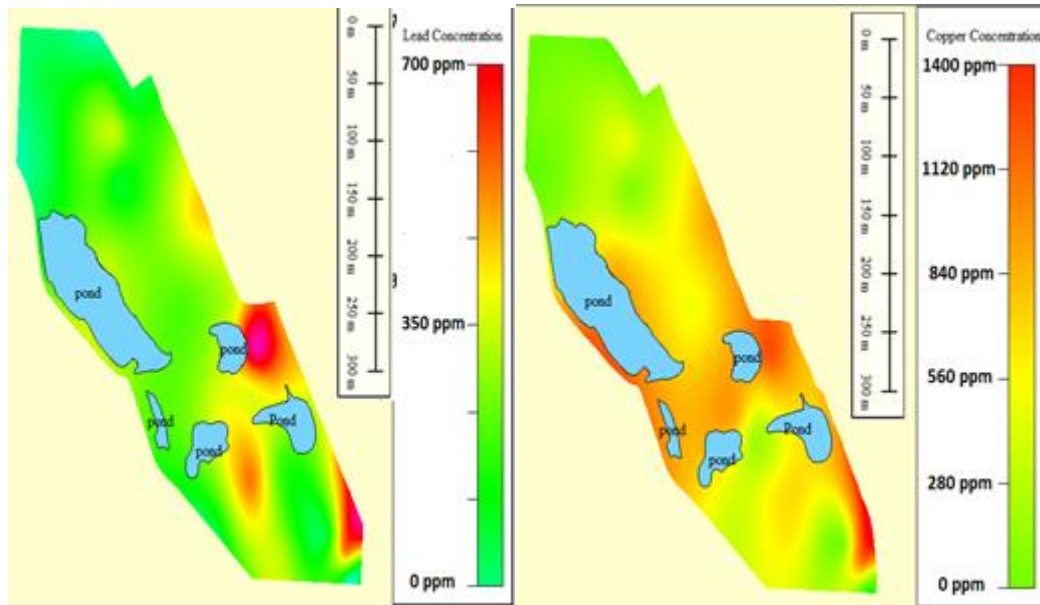 0 m
50 m
100 m
150 m
200 m
250 m
300 m
Lead Concentration
700 ppm
350 ppm
0 ppm
pond
pond
pond
pond
Pond
0 m
50 m
100 m
150 m
200 m
250 m
300 m
Copper Concentration
1400 ppm
1120 ppm
840 ppm
560 ppm
280 ppm
0 ppm
pond
pond
pond
pond
Pond